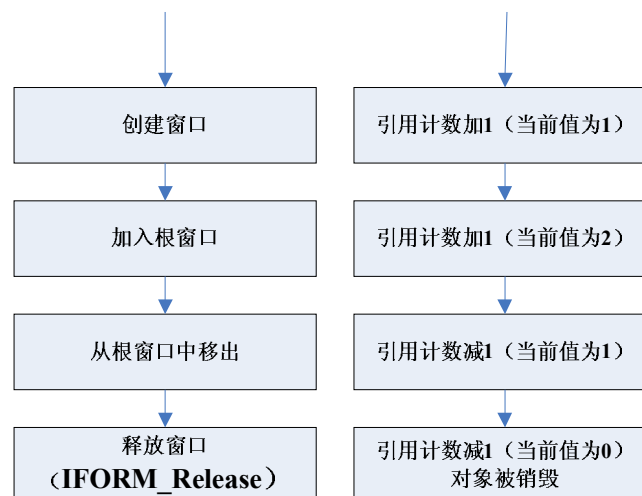 创建窗口
引用计数加1（当前值为1）
加入根窗口
引用计数加1（当前值为2）
从根窗口中移出
引用计数减1（当前值为1）
释放窗口
（IFORM_Release）
引用计数减1（当前值为0）
对象被销毁